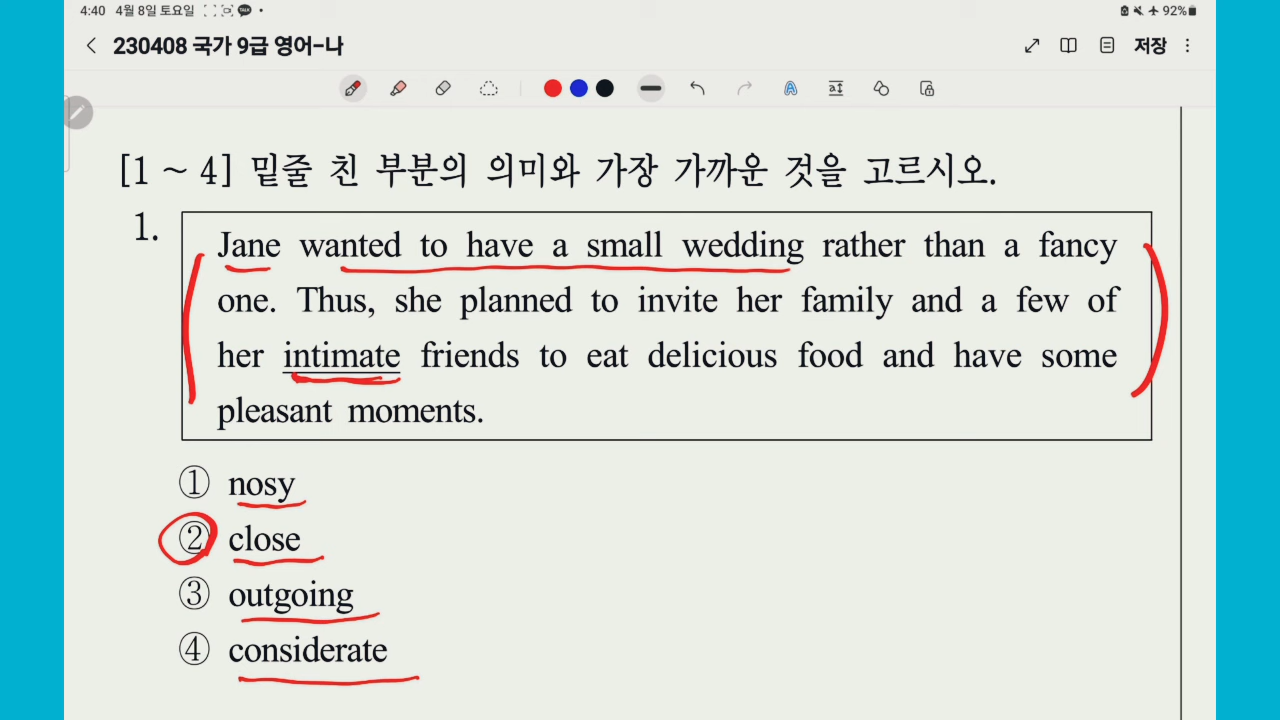 4:40 4월 8일 토요일 TALK • 92%
230408 국가 9급 영어-나 저장
[1 ~ 4] 밑줄 친 부분의 의미와 가장 가까운 것을 고르시오.
1.
Jane wanted to have a small wedding rather than a fancy
one. Thus, she planned to invite her family and a few of
her intimate friends to eat delicious food and have some
pleasant moments.
① nosy
② close
③ outgoing
④ considerate